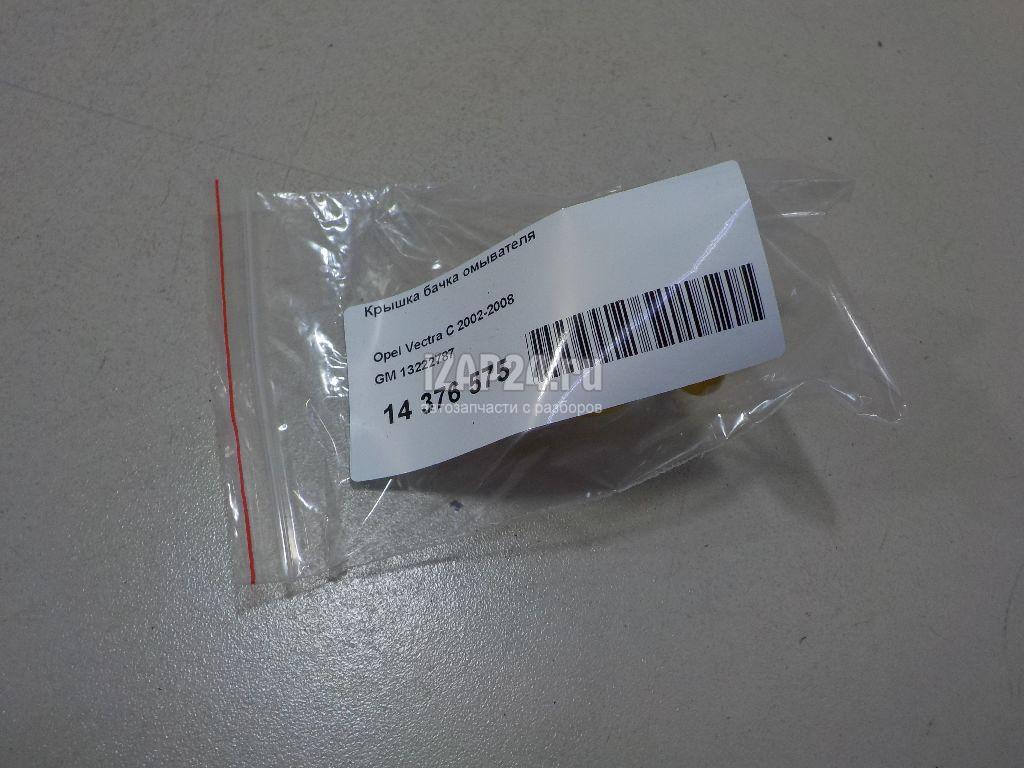 Крышка бачка омывателя
Opel Vectra C 2002-2008
GM 13222787
14 376 575
iZAP24.ru
автозапчасти с разборов